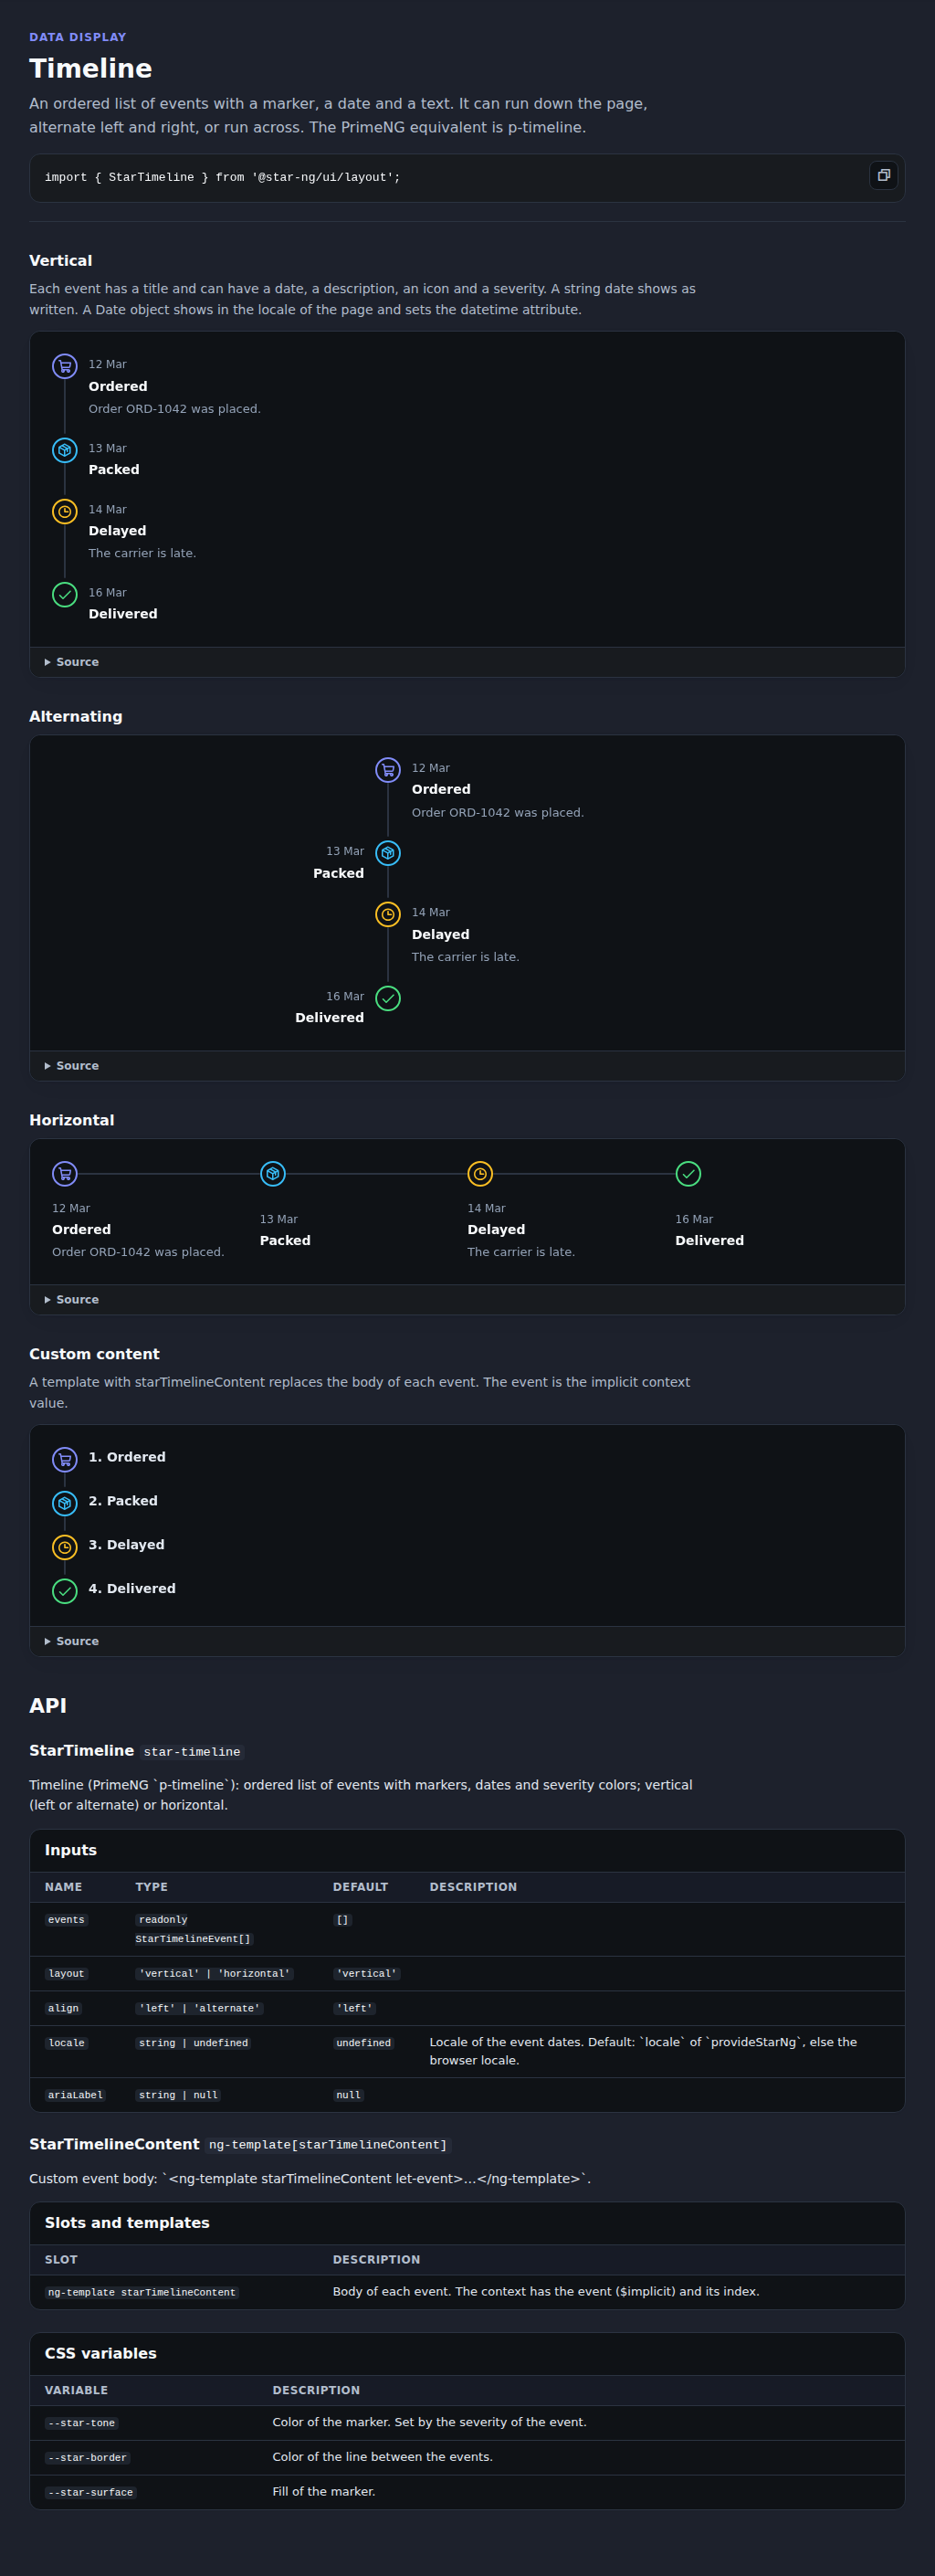 DATA DISPLAY
Timeline
An ordered list of events with a marker, a date and a text. It can run down the page,
alternate left and right, or run across. The PrimeNG equivalent is p-timeline.
import { StarTimeline } from '@star-ng/ui/layout';
Vertical
Each event has a title and can have a date, a description, an icon and a severity. A string date shows as
written. A Date object shows in the locale of the page and sets the datetime attribute.
12 Mar
Ordered
Order ORD-1042 was placed.
13 Mar
Packed
14 Mar
Delayed
The carrier is late.
16 Mar
Delivered
Source
Alternating
12 Mar
Ordered
Order ORD-1042 was placed.
13 Mar
Packed
14 Mar
Delayed
The carrier is late.
16 Mar
Delivered
Source
Horizontal
12 Mar
Ordered
Order ORD-1042 was placed.
13 Mar
Packed
14 Mar
Delayed
The carrier is late.
16 Mar
Delivered
Source
Custom content
A template with starTimelineContent replaces the body of each event. The event is the implicit context
value.
1. Ordered
2. Packed
3. Delayed
4. Delivered
Source
API
StarTimeline star-timeline
Timeline (PrimeNG `p-timeline`): ordered list of events with markers, dates and severity colors; vertical
(left or alternate) or horizontal.
Inputs
NAME TYPE DEFAULT DESCRIPTION
events readonly StarTimelineEvent[] []
layout 'vertical' | 'horizontal' 'vertical'
align 'left' | 'alternate' 'left'
locale string | undefined undefined Locale of the event dates. Default: `locale` of `provideStarNg`, else the
browser locale.
ariaLabel string | null null
StarTimelineContent ng-template[starTimelineContent]
Custom event body: `<ng-template starTimelineContent let-event>…</ng-template>`.
Slots and templates
SLOT DESCRIPTION
ng-template starTimelineContent Body of each event. The context has the event ($implicit) and its index.
CSS variables
VARIABLE DESCRIPTION
--star-tone Color of the marker. Set by the severity of the event.
--star-border Color of the line between the events.
--star-surface Fill of the marker.